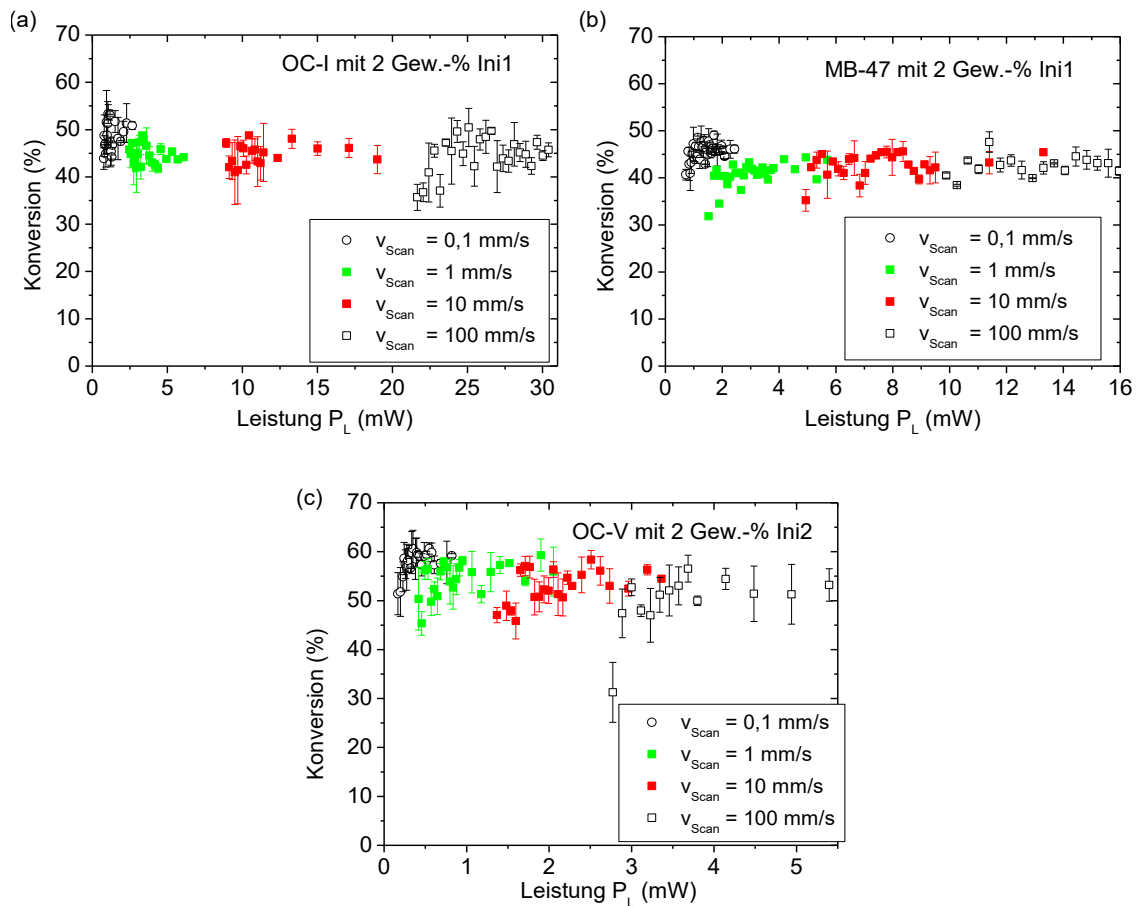 (a)
OC-I mit 2 Gew.-% Ini1
Konversion (%)
70
60
50
40
30
20
10
0
v_Scan = 0,1 mm/s
v_Scan = 1 mm/s
v_Scan = 10 mm/s
v_Scan = 100 mm/s
0 5 10 15 20 25 30
Leistung P_L (mW)
(b)
MB-47 mit 2 Gew.-% Ini1
Konversion (%)
70
60
50
40
30
20
10
0
v_Scan = 0,1 mm/s
v_Scan = 1 mm/s
v_Scan = 10 mm/s
v_Scan = 100 mm/s
0 2 4 6 8 10 12 14 16
Leistung P_L (mW)
(c)
OC-V mit 2 Gew.-% Ini2
Konversion (%)
70
60
50
40
30
20
10
0
v_Scan = 0,1 mm/s
v_Scan = 1 mm/s
v_Scan = 10 mm/s
v_Scan = 100 mm/s
0 1 2 3 4 5
Leistung P_L (mW)